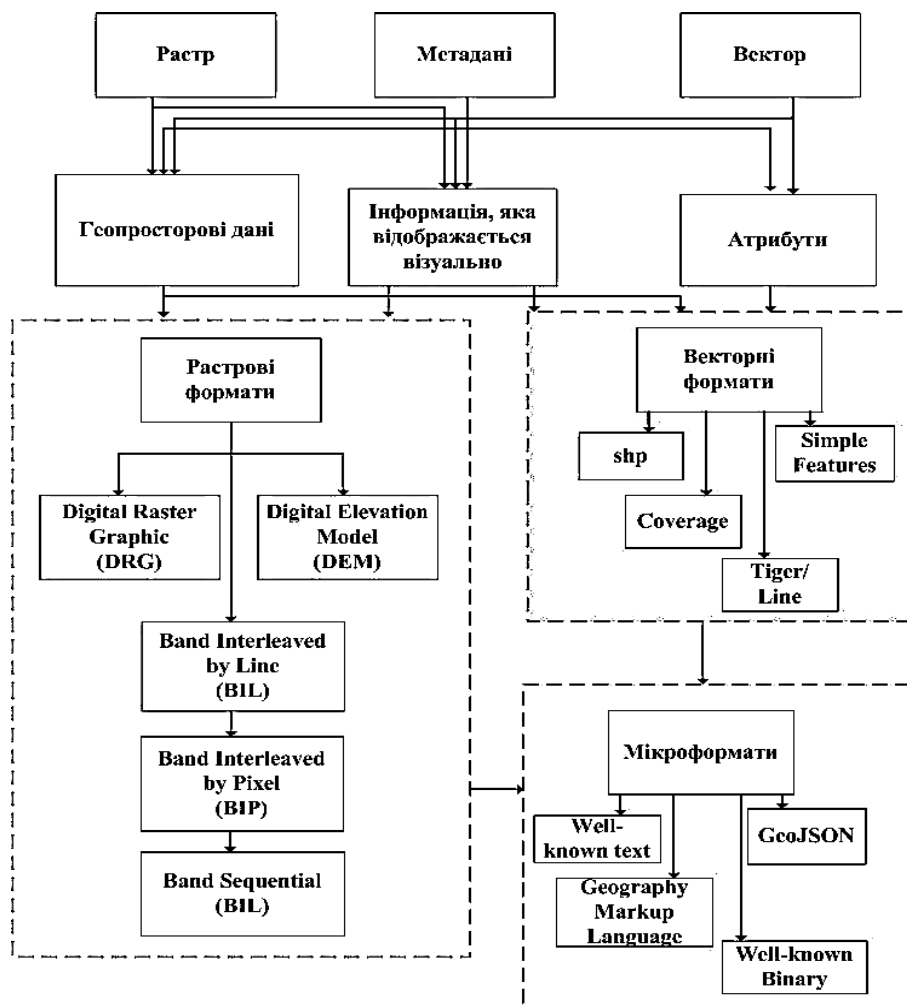 Растр
Метадані
Вектор
Геопросторові дані
Інформація, яка
відображається
візуально
Атрибути
Растрові
формати
Векторні
формати
shp
Simple
Features
Digital Raster
Graphic
(DRG)
Digital Elevation
Model
(DEM)
Coverage
Tiger/
Line
Band Interleaved
by Line
(BIL)
Band Interleaved
by Pixel
(BIP)
Band Sequential
(BIL)
Мікроформати
Well-
known text
GeoJSON
Geography
Markup
Language
Well-known
Binary